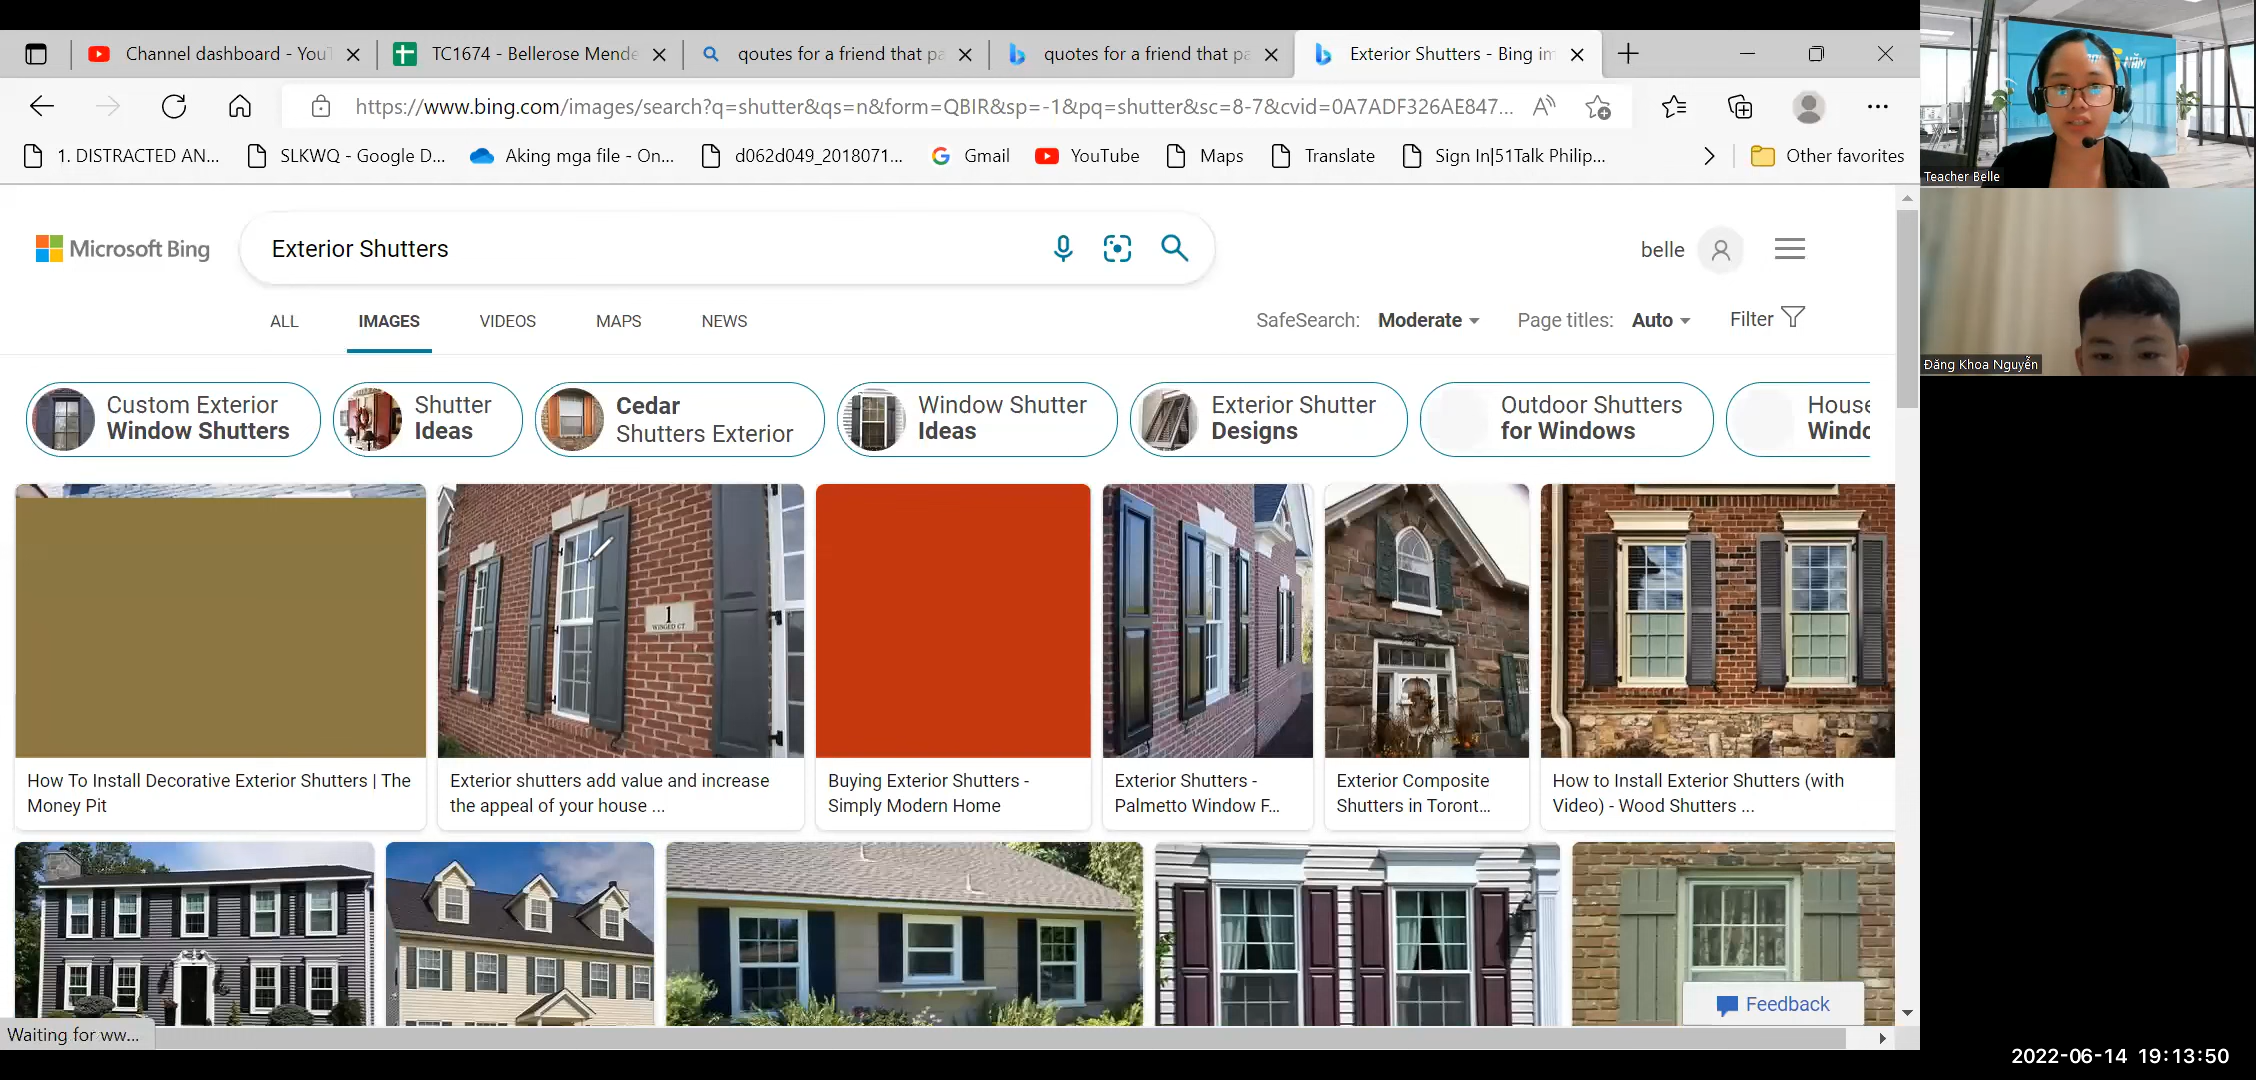 Channel dashboard - You
TC1674 - Bellerose Mende
qoutes for a friend that pa
quotes for a friend that pa
Exterior Shutters - Bing im
https://www.bing.com/images/search?q=shutter&qs=n&form=QBIR&sp=-1&pq=shutter&sc=8-7&cvid=0A7ADF326AE847...
1. DISTRACTED AN...
SLKWQ - Google D...
Aking mga file - On...
d062d049_2018071...
Gmail
YouTube
Maps
Translate
Sign In|51Talk Philip...
Other favorites
Microsoft Bing
Exterior Shutters
belle
ALL
IMAGES
VIDEOS
MAPS
NEWS
SafeSearch: Moderate
Page titles: Auto
Filter
Custom Exterior
Window Shutters
Shutter
Ideas
Cedar
Shutters Exterior
Window Shutter
Ideas
Exterior Shutter
Designs
Outdoor Shutters
for Windows
House
Windo
1
WINGED CT
How To Install Decorative Exterior Shutters | The
Money Pit
Exterior shutters add value and increase
the appeal of your house ...
Buying Exterior Shutters -
Simply Modern Home
Exterior Shutters -
Palmetto Window F...
Exterior Composite
Shutters in Toront...
How to Install Exterior Shutters (with
Video) - Wood Shutters ...
Feedback
Waiting for ww...
NĂM
Teacher Belle
Đăng Khoa Nguyễn
2022-06-14 19:13:50